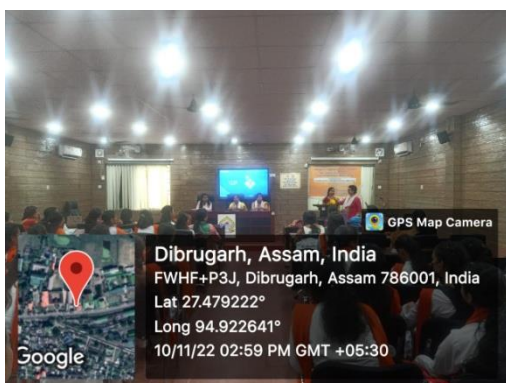 GPS Map Camera
Dibrugarh, Assam, India
FWHF+P3J, Dibrugarh, Assam 786001, India
Lat 27.479222°
Long 94.922641°
10/11/22 02:59 PM GMT +05:30
Google